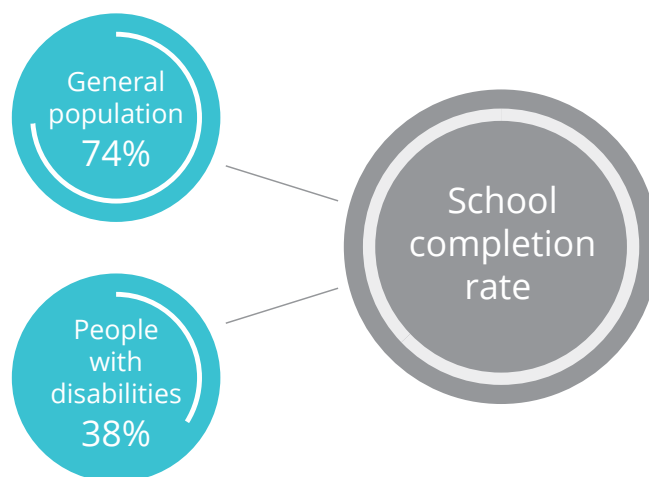 General
population
74%
School
completion
rate
People
with
disabilities
38%